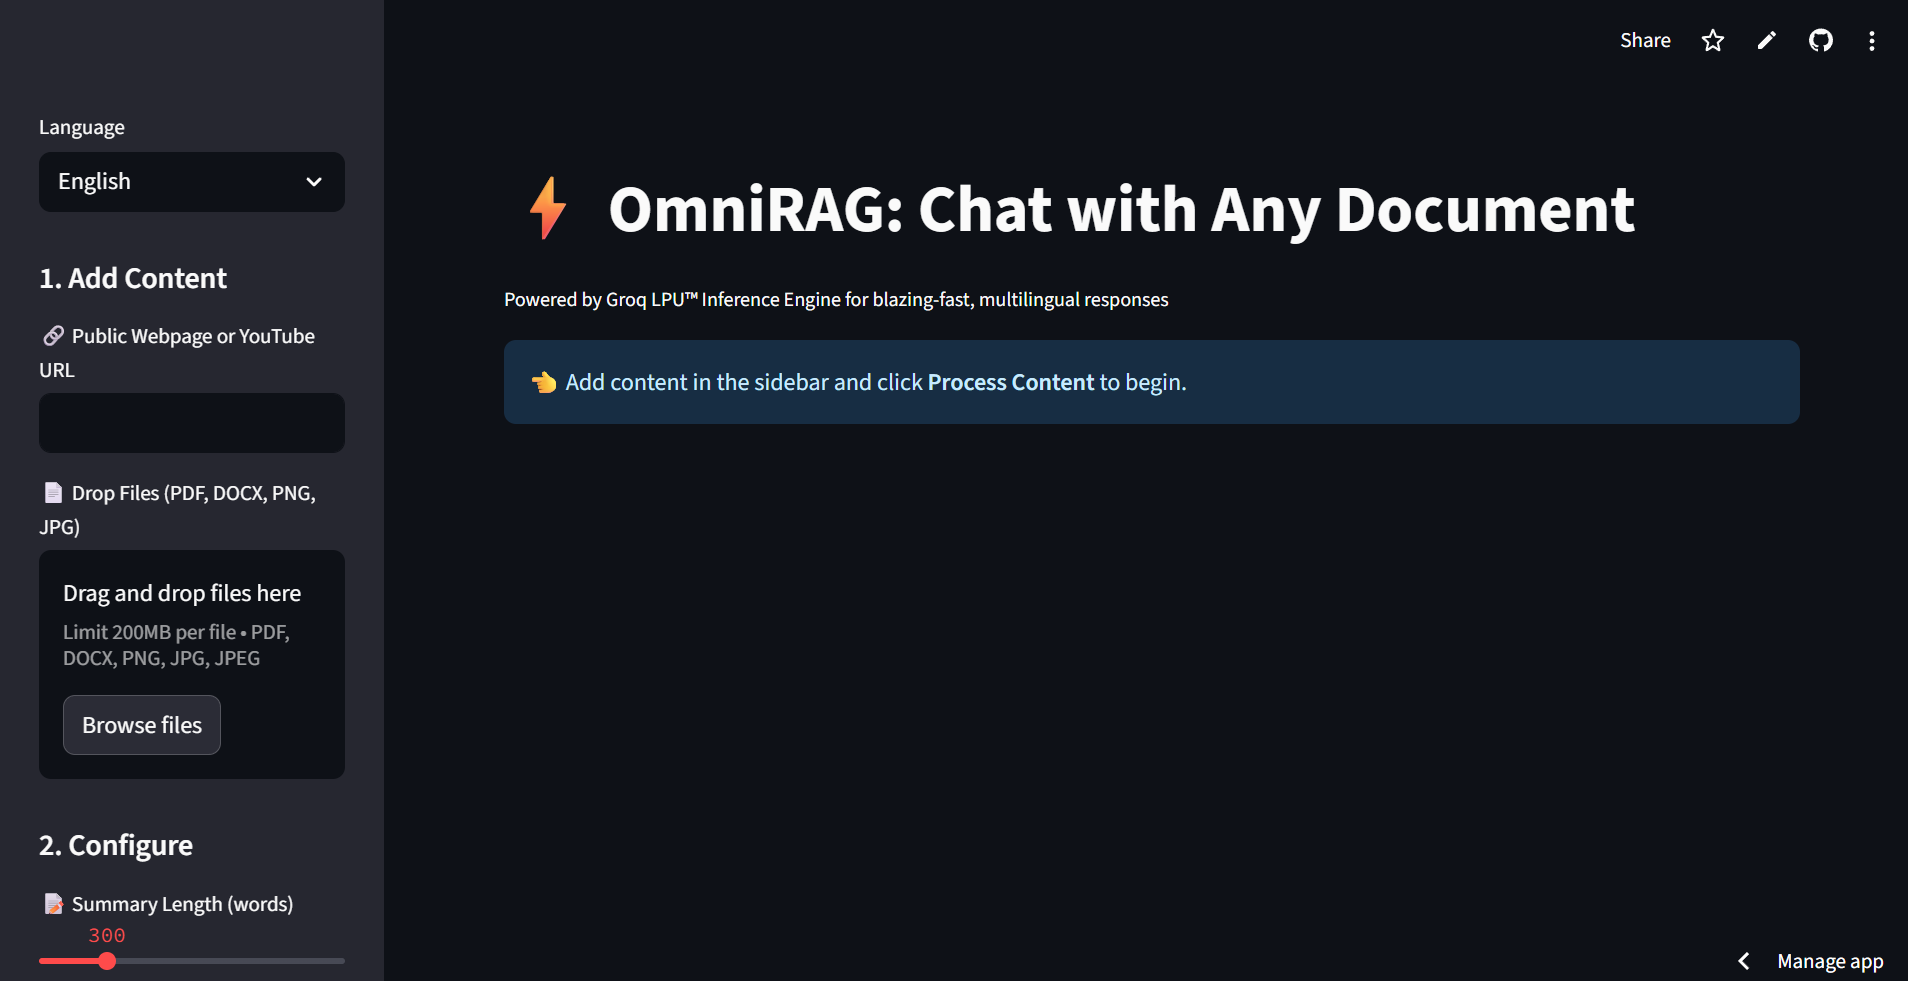 Share
Language
English
1. Add Content
🔗 Public Webpage or YouTube
URL
📄 Drop Files (PDF, DOCX, PNG,
JPG)
Drag and drop files here
Limit 200MB per file • PDF,
DOCX, PNG, JPG, JPEG
Browse files
2. Configure
📝 Summary Length (words)
300
⚡ OmniRAG: Chat with Any Document
Powered by Groq LPU™ Inference Engine for blazing-fast, multilingual responses
👈 Add content in the sidebar and click Process Content to begin.
Manage app